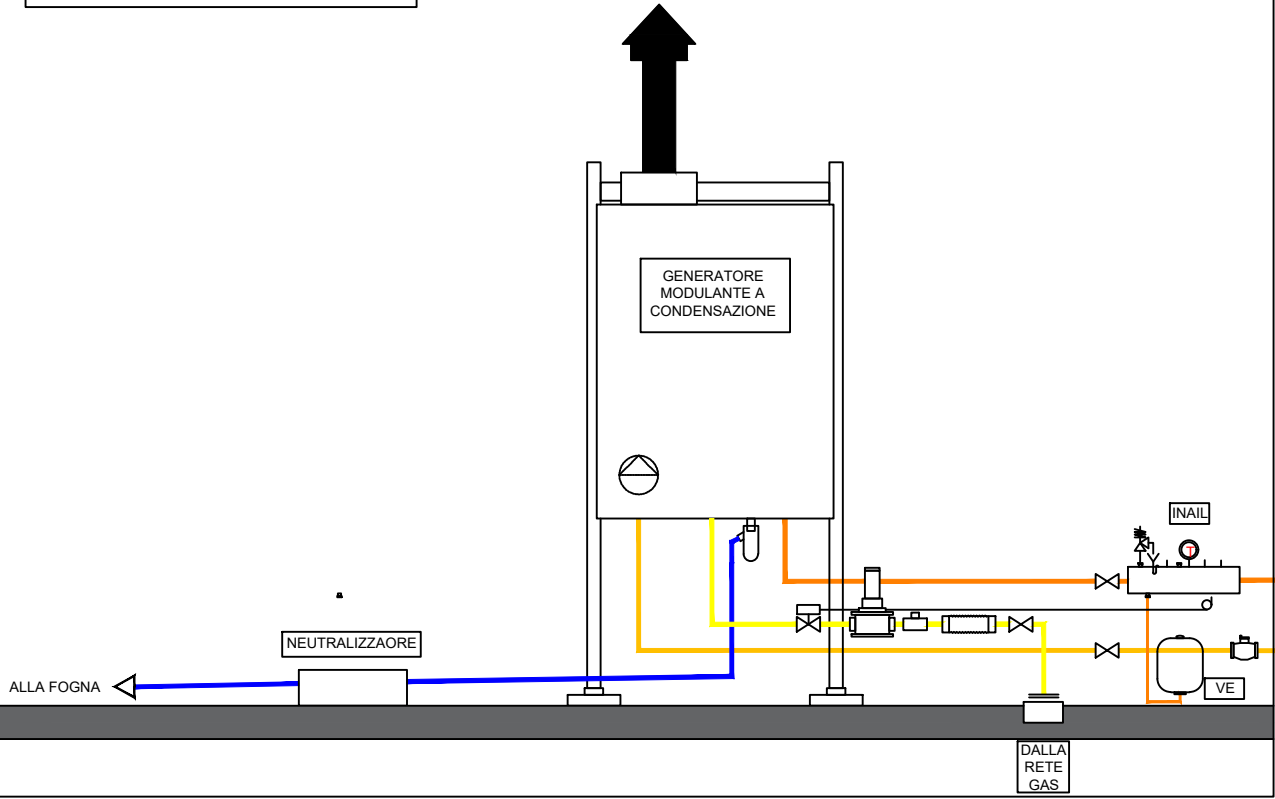 GENERATORE
MODULANTE A
CONDENSAZIONE
INAIL
T
NEUTRALIZZAORE
ALLA FOGNA
VE
DALLA
RETE
GAS